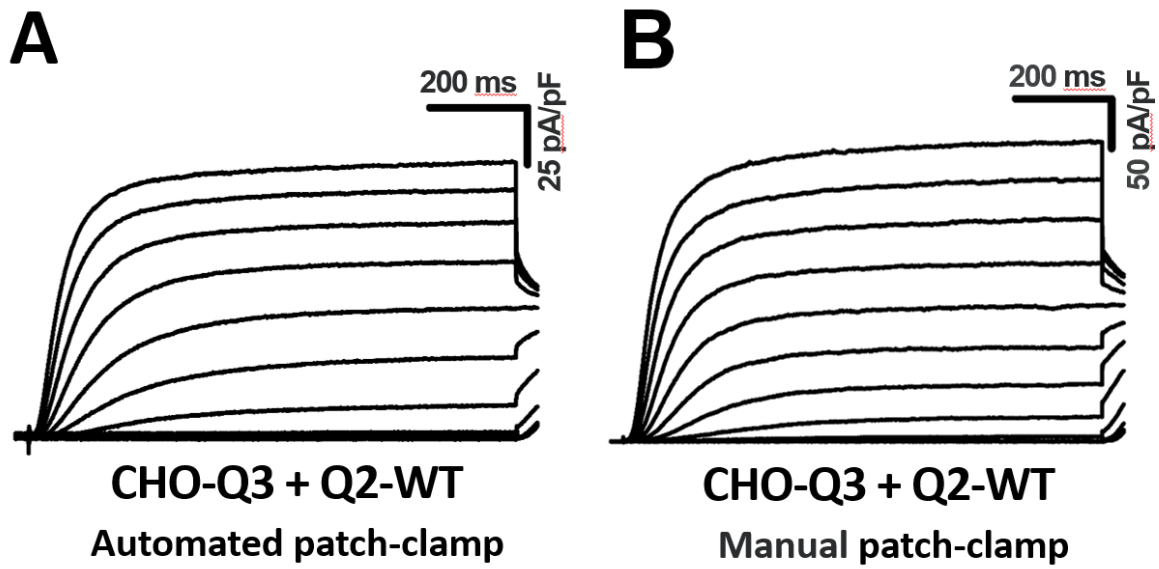 A
200 ms
25 pA/pF
CHO-Q3 + Q2-WT
Automated patch-clamp
B
200 ms
50 pA/pF
CHO-Q3 + Q2-WT
Manual patch-clamp